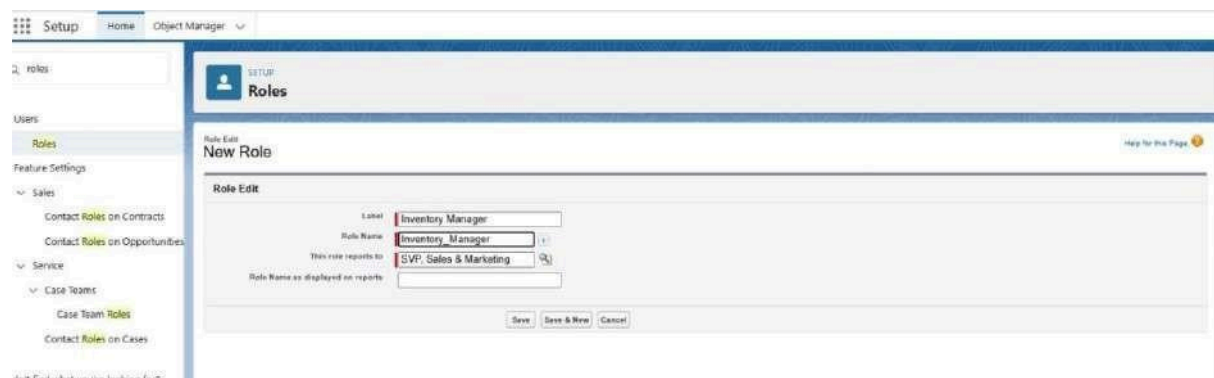 Setup Home Object Manager
roles
SETUP
Roles
Users
Roles
Feature Settings
Sales
Contact Roles on Contracts
Contact Roles on Opportunities
Service
Case Teams
Case Team Roles
Contact Roles on Cases
Role Edit
New Role
Help for this Page
Role Edit
Label Inventory Manager
Role Name Inventory_Manager
This role reports to SVP, Sales & Marketing
Role Name as displayed on reports
Save Save & New Cancel